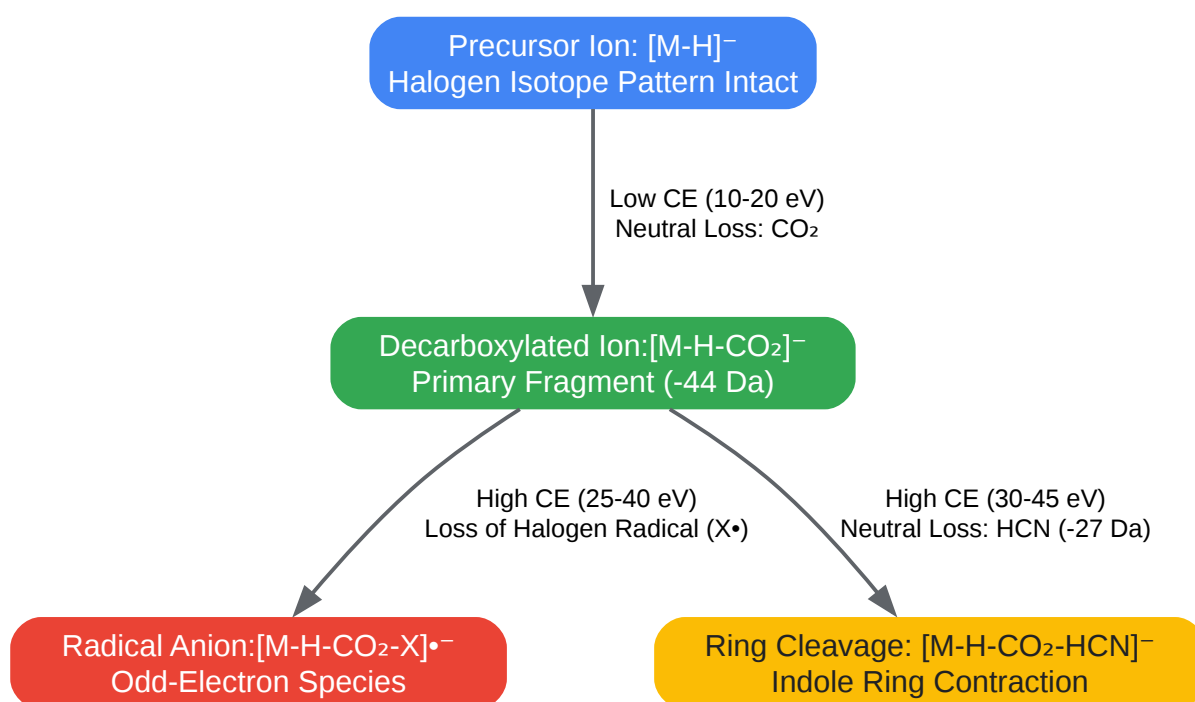 Precursor Ion: [M-H]⁻
Halogen Isotope Pattern Intact
Low CE (10-20 eV)
Neutral Loss: CO₂
Decarboxylated Ion:[M-H-CO₂]⁻
Primary Fragment (-44 Da)
High CE (25-40 eV)
Loss of Halogen Radical (X•)
High CE (30-45 eV)
Neutral Loss: HCN (-27 Da)
Radical Anion:[M-H-CO₂-X]•⁻
Odd-Electron Species
Ring Cleavage: [M-H-CO₂-HCN]⁻
Indole Ring Contraction